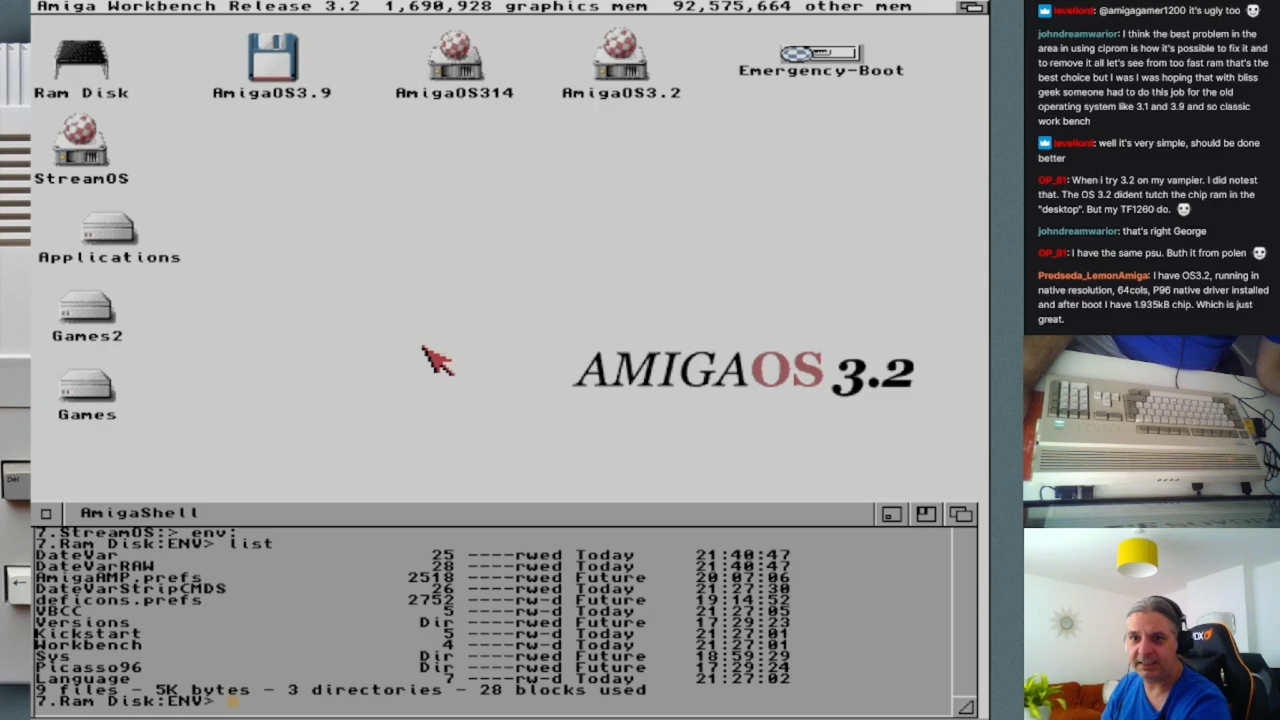 Amiga Workbench Release 3.2  1,690,928 graphics mem  92,575,664 other mem
Ram Disk
AmigaOS3.9
AmigaOS314
AmigaOS3.2
Emergency-Boot
StreamOS
Applications
Games2
Games
AMIGAOS 3.2
AmigaShell
7.StreamOS:> env:
7.Ram Disk:ENV> list
DateVar 25 ----rwed Today 21:40:47
DateVarRAW 28 ----rwed Today 21:40:47
AmigaAMP.prefs 2518 ----rwed Future 20:07:06
DateVarStripCMDS 26 ----rwed Today 21:27:30
deficons.prefs 2752 ----rw-d Future 19:14:52
VBCC 5 ----rw-d Today 21:27:05
Versions Dir ----rw-d Future 17:29:23
Kickstart 5 ----rw-d Today 21:27:01
Workbench 4 ----rw-d Today 21:27:01
Sys Dir ----rw-d Today 18:59:29
Picasso96 Dir ----rw-d Future 17:29:24
Language 7 ----rw-d Today 21:27:02
9 files - 5K bytes - 3 directories - 28 blocks used
7.Ram Disk:ENV>
levellord: @amigagamer1200 it's ugly too
johndreamwarior: I think the best problem in the
area in using ciprom is how it's possible to fix it and
to remove it all let's see from too fast ram that's the
best choice but I was I was hoping that with bliss
geek someone had to do this job for the old
operating system like 3.1 and 3.9 and so classic
work bench
levellord: well it's very simple, should be done
better
OP_81: When i try 3.2 on my vampier. I did notest
that. The OS 3.2 dident tutch the chip ram in the
"desktop". But my TF1260 do.
johndreamwarior: that's right George
OP_81: I have the same psu. Buth it from polen
Predseda_LemonAmiga: I have OS3.2, running in
native resolution, 64cols, P96 native driver installed
and after boot I have 1.935kB chip. Which is just
great.
Del